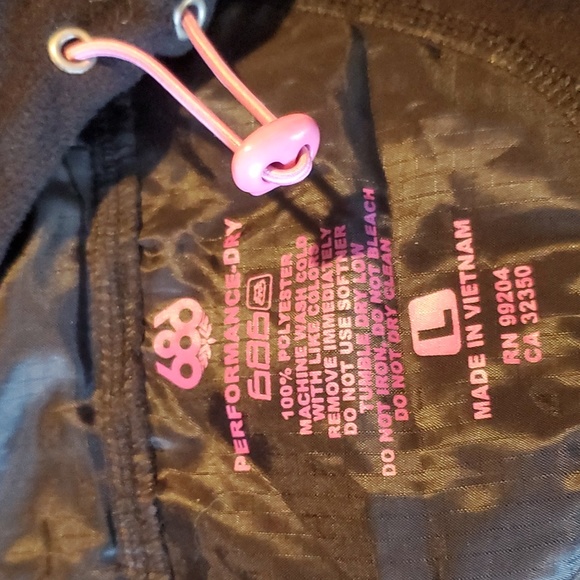 686
PERFORMANCE-DRY
686
100% POLYESTER
MACHINE WASH COLD
WITH LIKE COLORS
REMOVE IMMEDIATELY
DO NOT USE SOFTNER
TUMBLE DRY LOW
DO NOT IRON, DO NOT BLEACH
DO NOT DRY CLEAN
L
MADE IN VIETNAM
RN 99204
CA 32350